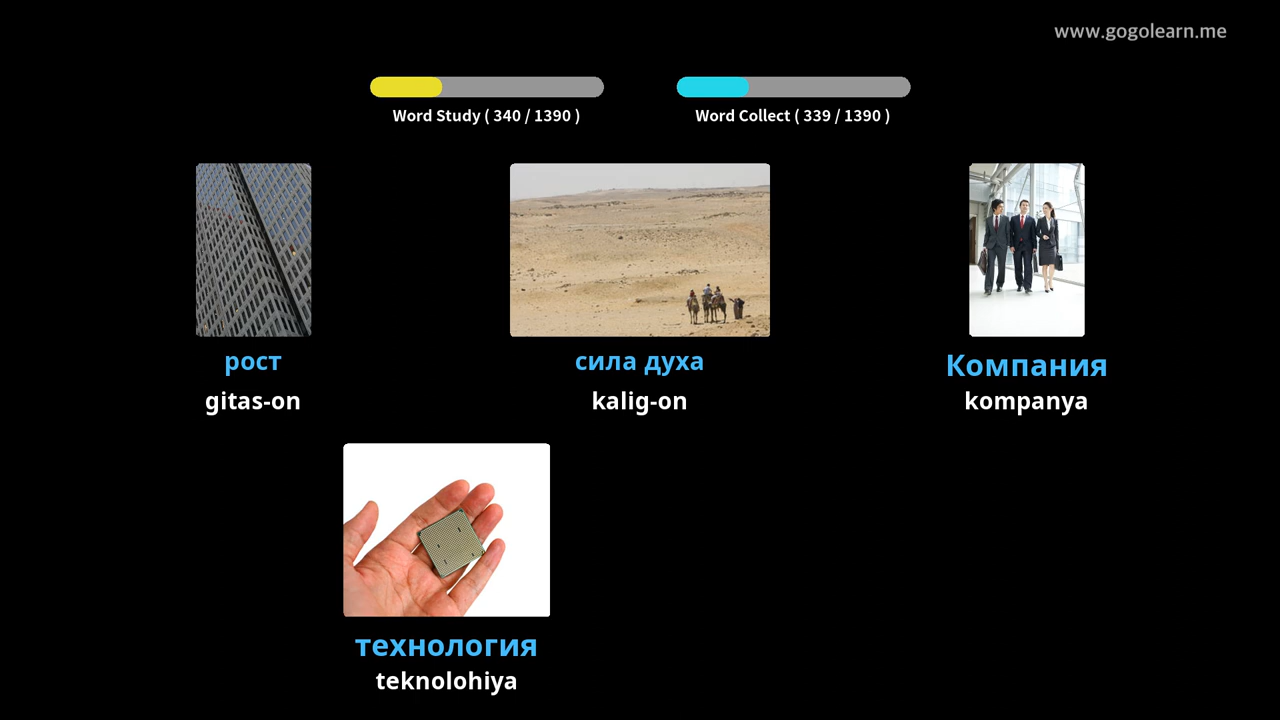 www.gogolearn.me
Word Study ( 340 / 1390 )
Word Collect ( 339 / 1390 )
рост
gitas-on
сила духа
kalig-on
Компания
kompanya
технология
teknolohiya